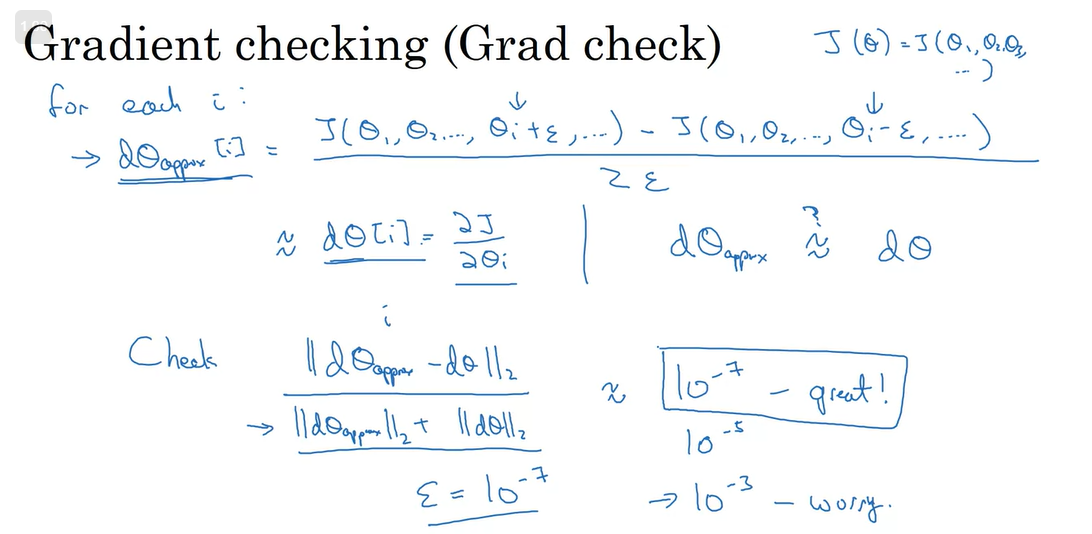 Gradient checking (Grad check)
J(θ) = J(θ₁, θ₂, θ₃, ...)
for each i:
→ dθapprox[i] = (J(θ₁, θ₂, ..., θᵢ+ε, ...) - J(θ₁, θ₂, ..., θᵢ-ε, ....)) / 2ε
≈ dθ[i] = ∂J/∂θᵢ | dθapprox ≈? dθ
i
Check ‖dθapprox - dθ‖₂
→ ‖dθapprox‖₂ + ‖dθ‖₂
≈ 10⁻⁷ - great!
10⁻⁵
ε = 10⁻⁷
→ 10⁻³ - worry.